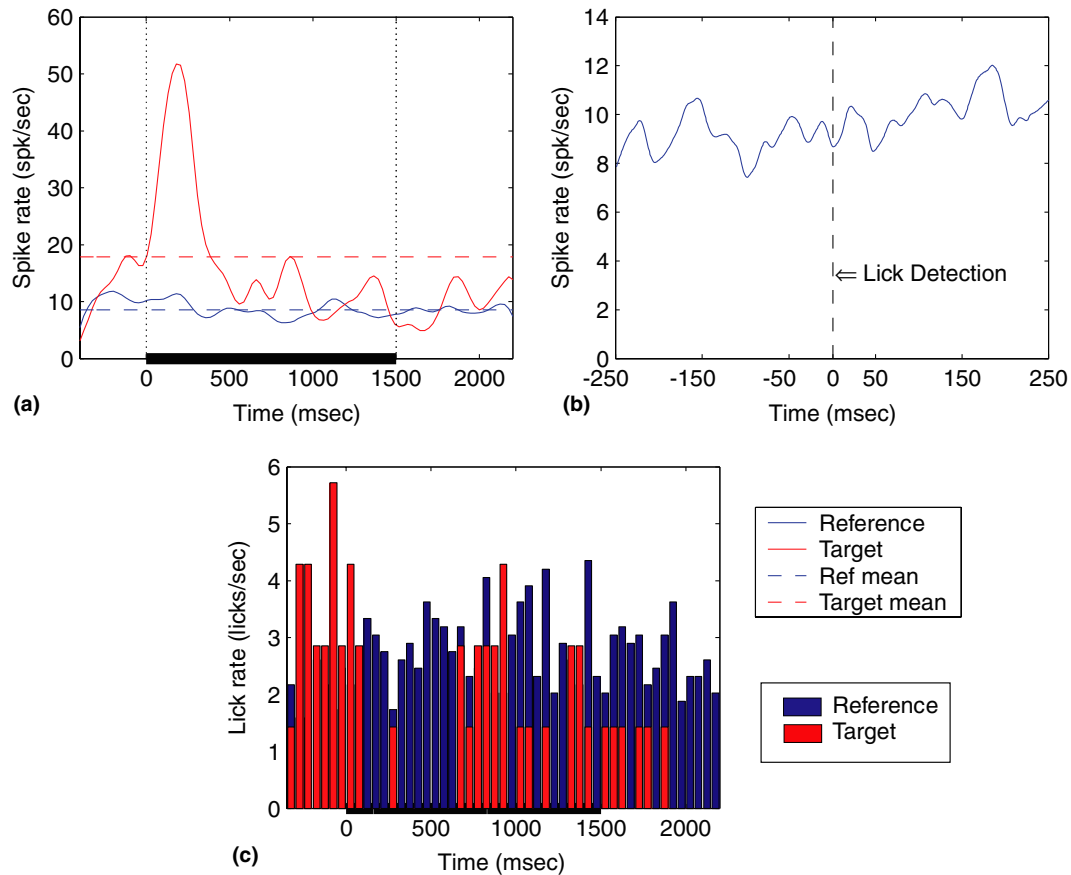 60
50
40
30
20
10
0
Spike rate (spk/sec)
0 500 1000 1500 2000
Time (msec)
(a)
14
12
10
8
6
4
2
0
Spike rate (spk/sec)
⇐ Lick Detection
-250 -150 -50 0 50 150 250
Time (msec)
(b)
6
5
4
3
2
1
0
Lick rate (licks/sec)
0 500 1000 1500 2000
Time (msec)
(c)
Reference
Target
Ref mean
Target mean
Reference
Target